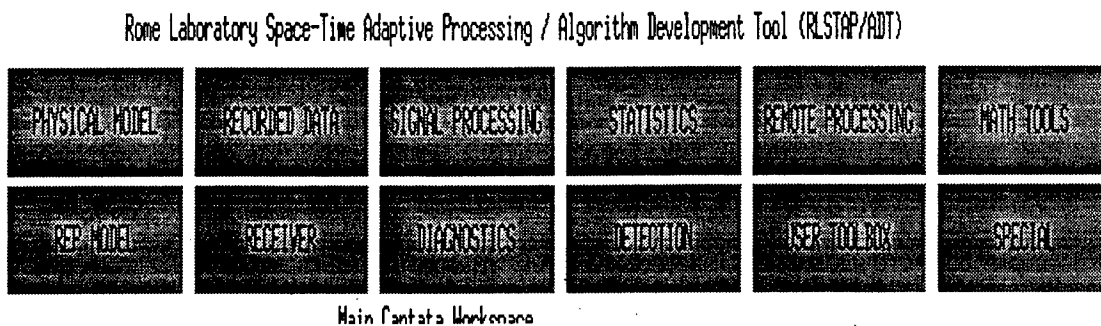 Rome Laboratory Space-Time Adaptive Processing / Algorithm Development Tool (RLSTAP/ADT)
PHYSICAL MODEL RECORDED DATA SIGNAL PROCESSING STATISTICS REMOTE PROCESSING MATH TOOLS
REP MODEL RECEIVER DIAGNOSTICS DETECTION USER TOOLBOX SPECIAL
Main Cantata Workspace